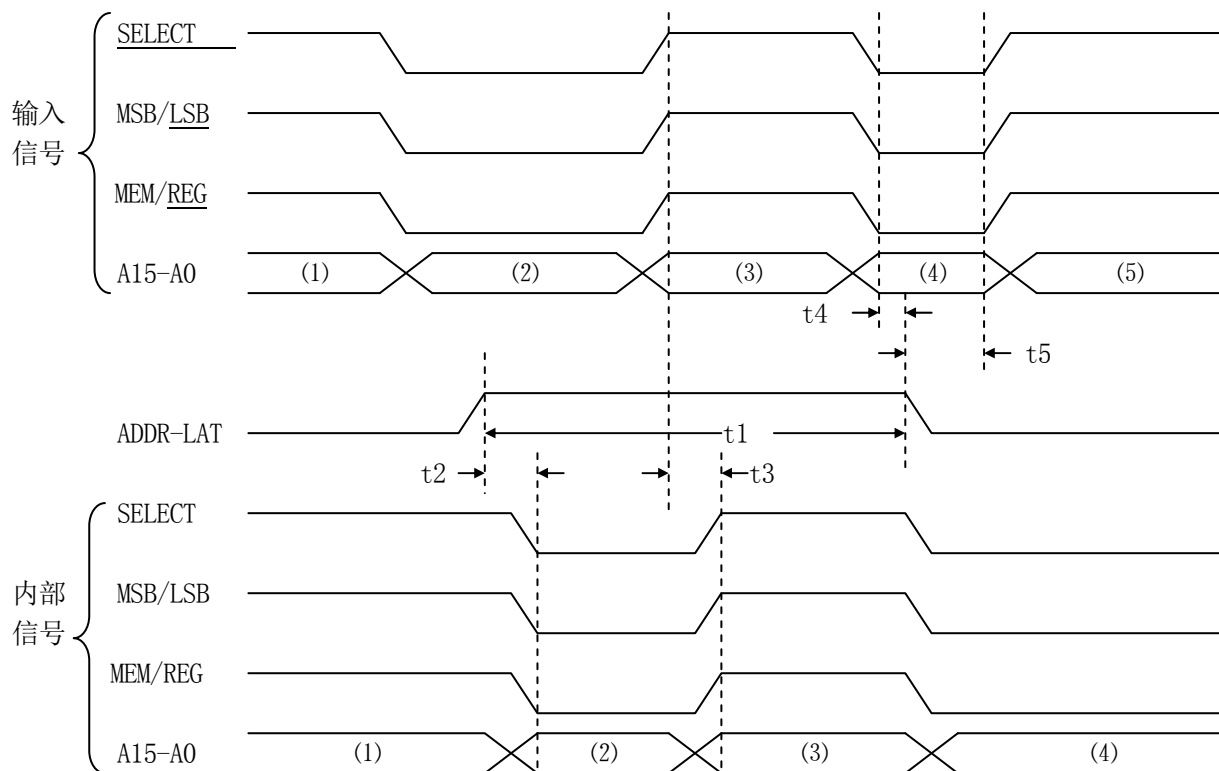 SELECT
MSB/LSB
输入
信号
MEM/REG
A15-A0
(1) (2) (3) (4) (5)
t4
t5
ADDR-LAT
t1
t2
t3
SELECT
MSB/LSB
内部
信号
MEM/REG
A15-A0
(1) (2) (3) (4)